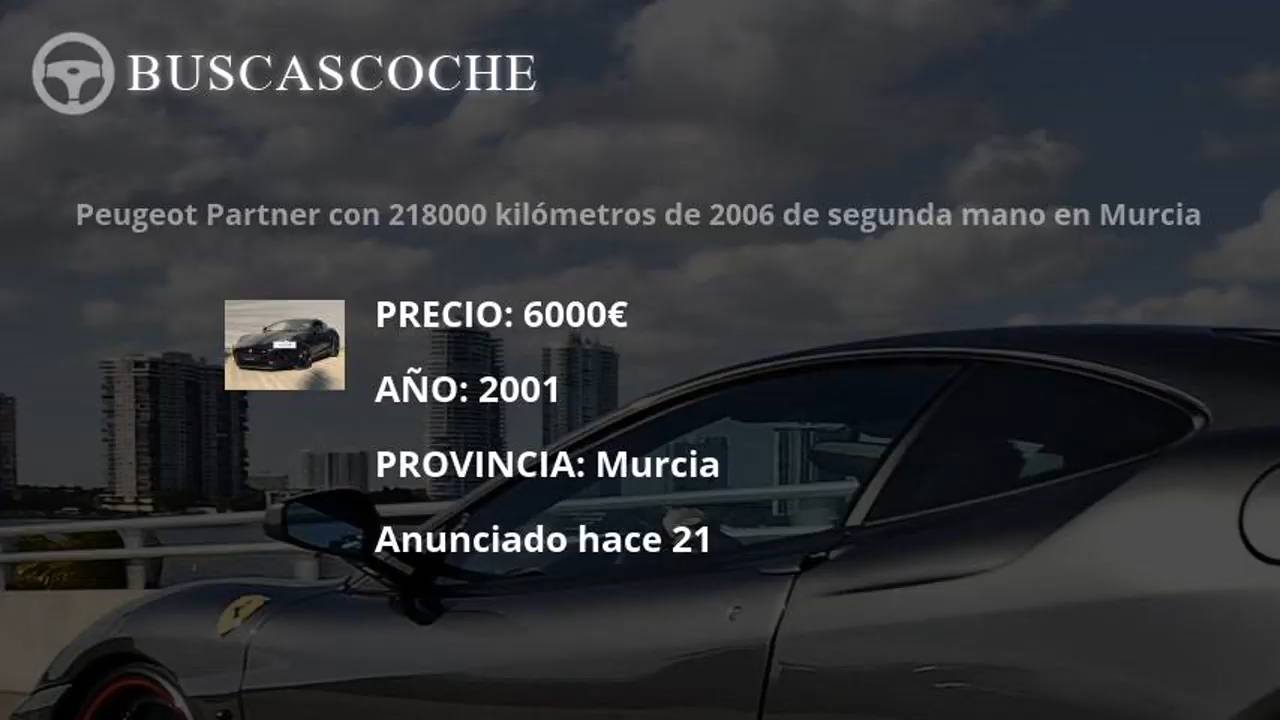 BUSCASCOCHE
Peugeot Partner con 218000 kilómetros de 2006 de segunda mano en Murcia
PRECIO: 6000€
AÑO: 2001
PROVINCIA: Murcia
Anunciado hace 21